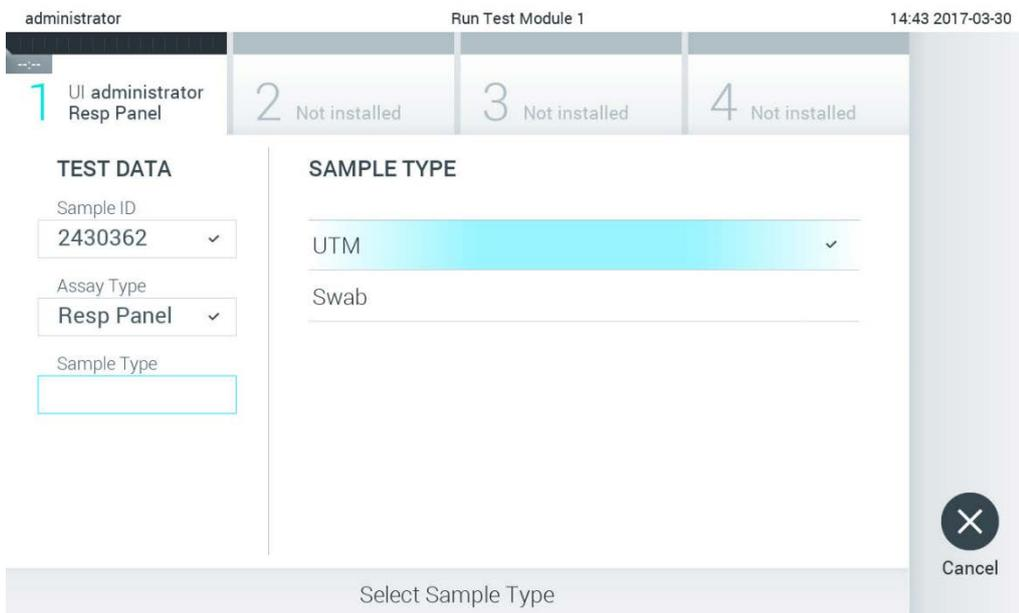 administrator Run Test Module 1 14:43 2017-03-30
--:--
1 UI administrator
Resp Panel
2 Not installed
3 Not installed
4 Not installed
TEST DATA
Sample ID
2430362
Assay Type
Resp Panel
Sample Type
SAMPLE TYPE
UTM
Swab
Cancel
Select Sample Type